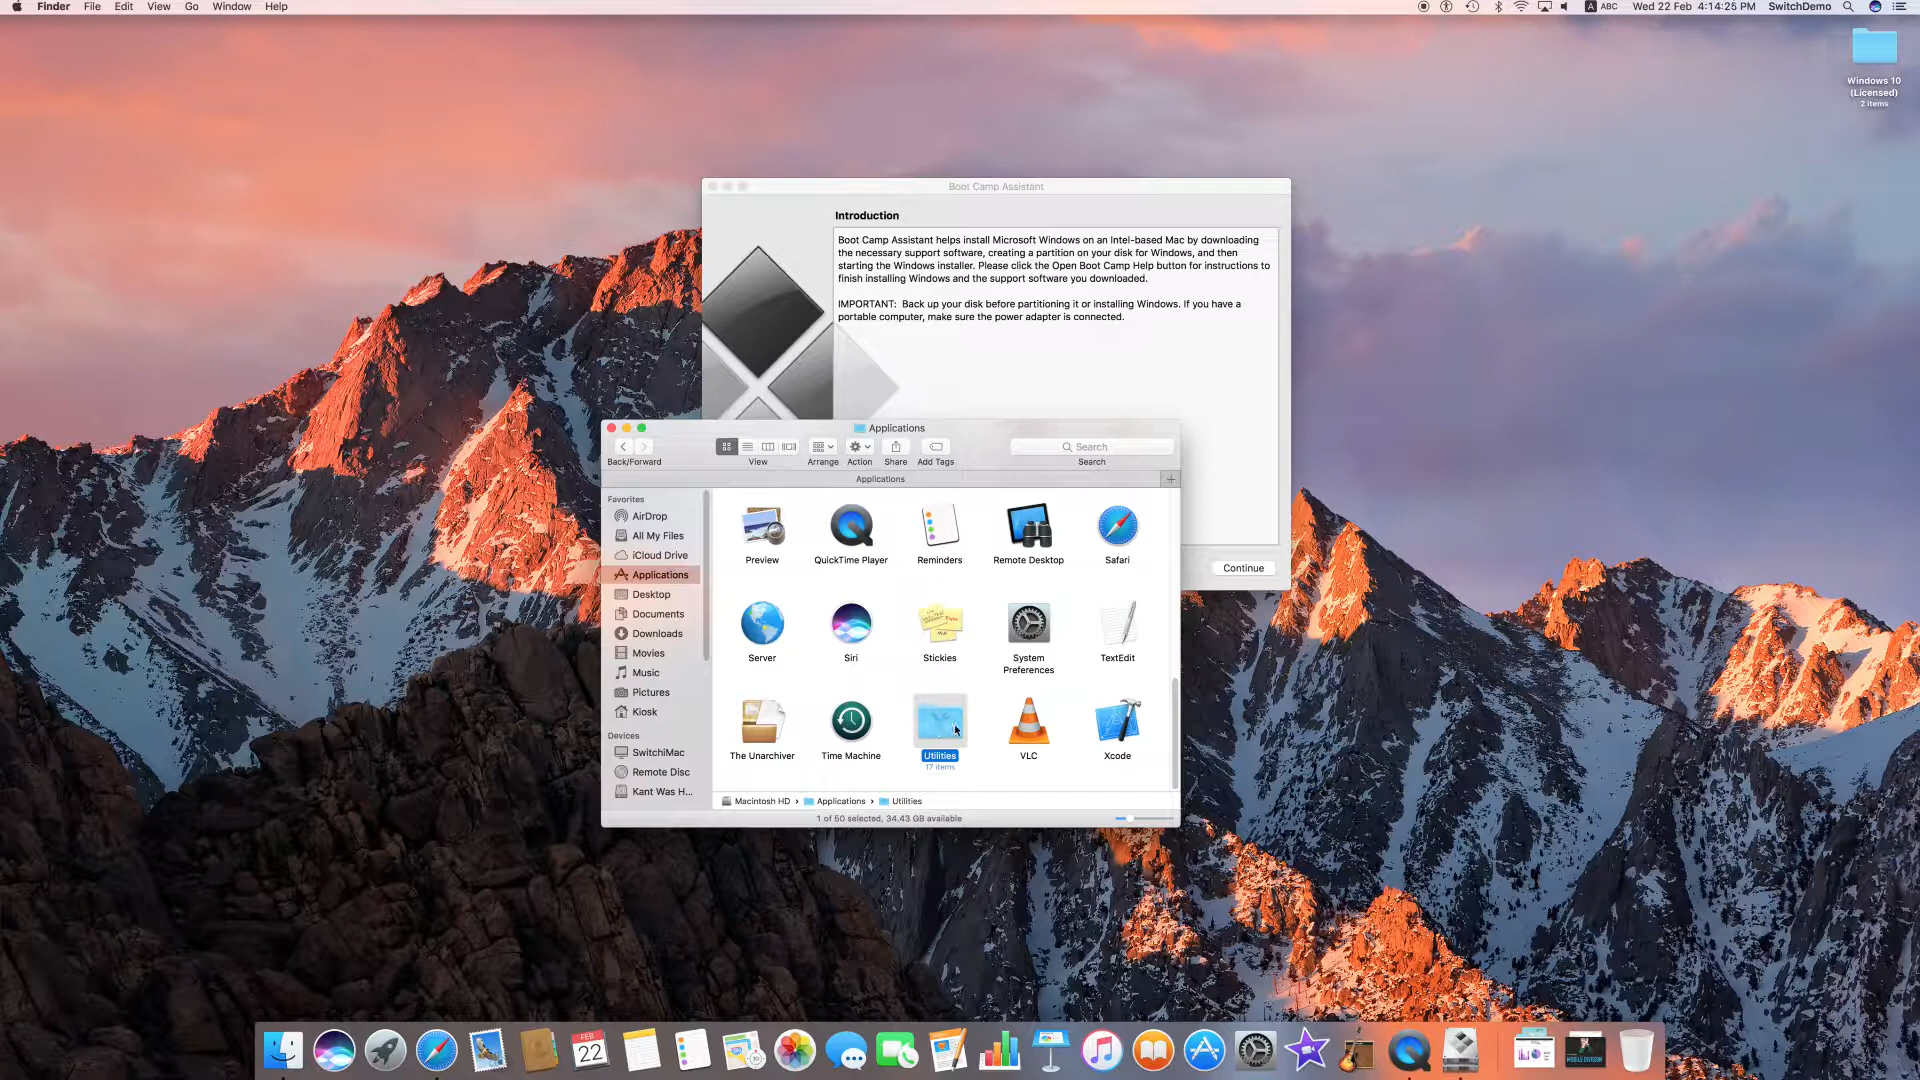 Finder File Edit View Go Window Help
ABC Wed 22 Feb 4:14:25 PM SwitchDemo
Windows 10
(Licensed)
2 items
Boot Camp Assistant
Introduction
Boot Camp Assistant helps install Microsoft Windows on an Intel-based Mac by downloading
the necessary support software, creating a partition on your disk for Windows, and then
starting the Windows installer. Please click the Open Boot Camp Help button for instructions to
finish installing Windows and the support software you downloaded.
IMPORTANT: Back up your disk before partitioning it or installing Windows. If you have a
portable computer, make sure the power adapter is connected.
Continue
Applications
Search
Back/Forward View Arrange Action Share Add Tags Search
Applications
Favorites
AirDrop
All My Files
iCloud Drive
Applications
Desktop
Documents
Downloads
Movies
Music
Pictures
Kiosk
Devices
SwitchiMac
Remote Disc
Kant Was H...
Preview QuickTime Player Reminders Remote Desktop Safari
Server Siri Stickies System TextEdit
Preferences
The Unarchiver Time Machine Utilities VLC Xcode
17 items
Macintosh HD › Applications › Utilities
1 of 50 selected, 34.43 GB available
FEB
22
MOBILE DIVISION